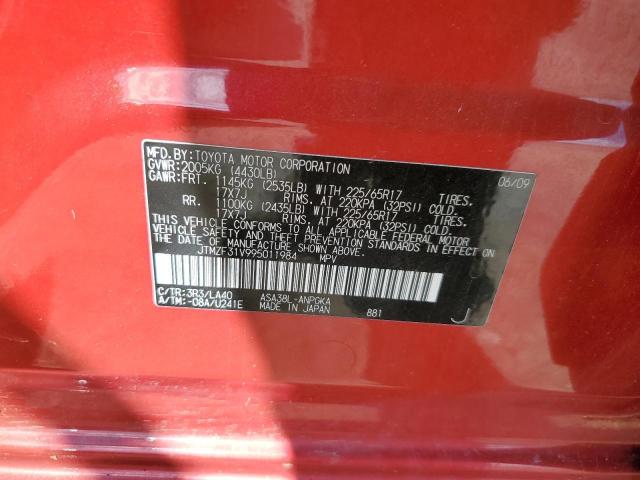 MFD.BY:TOYOTA MOTOR CORPORATION 06/09
GVWR:2005KG (4430LB)
GAWR:FRT. 1145KG (2535LB) WITH 225/65R17 TIRES,
17X7J RIMS, AT 220KPA (32PSI) COLD.
RR. 1100KG (2435LB) WITH 225/65R17 TIRES,
17X7J RIMS, AT 220KPA (32PSI) COLD.
THIS VEHICLE CONFORMS TO ALL APPLICABLE FEDERAL MOTOR
VEHICLE SAFETY AND THEFT PREVENTION STANDARDS IN EFFECT ON
THE DATE OF MANUFACTURE SHOWN ABOVE.
JTMZF31V995011984 MPV
C/TR:3R3/LA40 ASA38L-ANPGKA
A/TM:-08A/U241E MADE IN JAPAN 881 J